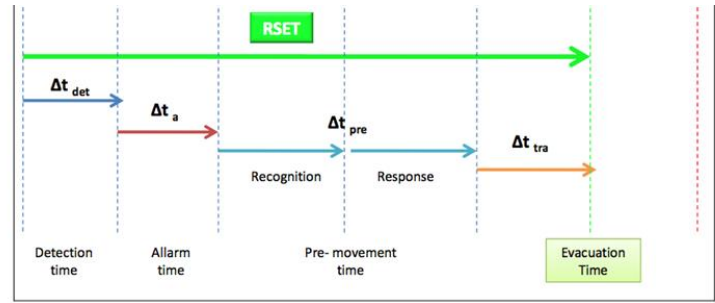 RSET
Δt det
Δt a
Δt pre
Δt tra
Recognition
Response
Detection
time
Allarm
time
Pre- movement
time
Evacuation
Time